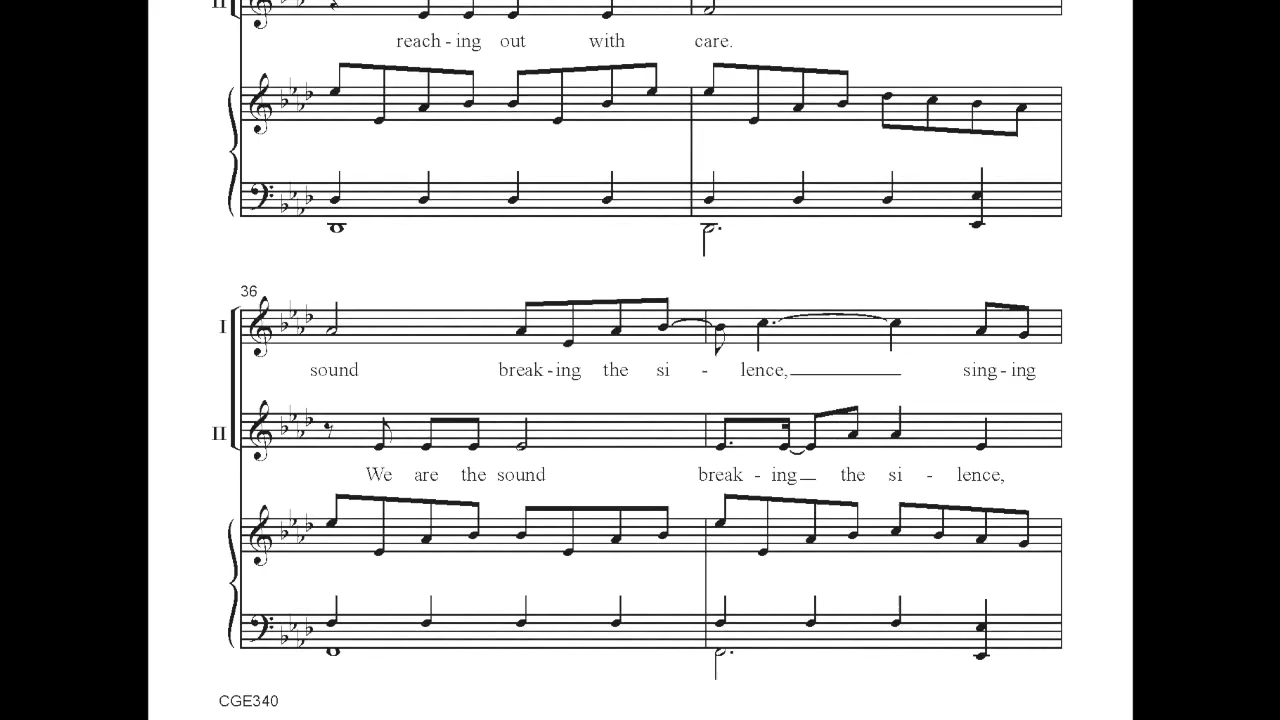 II
reach - ing out with care.
36
I
sound break - ing the si - lence, sing - ing
II
We are the sound break - ing the si - lence,
CGE340